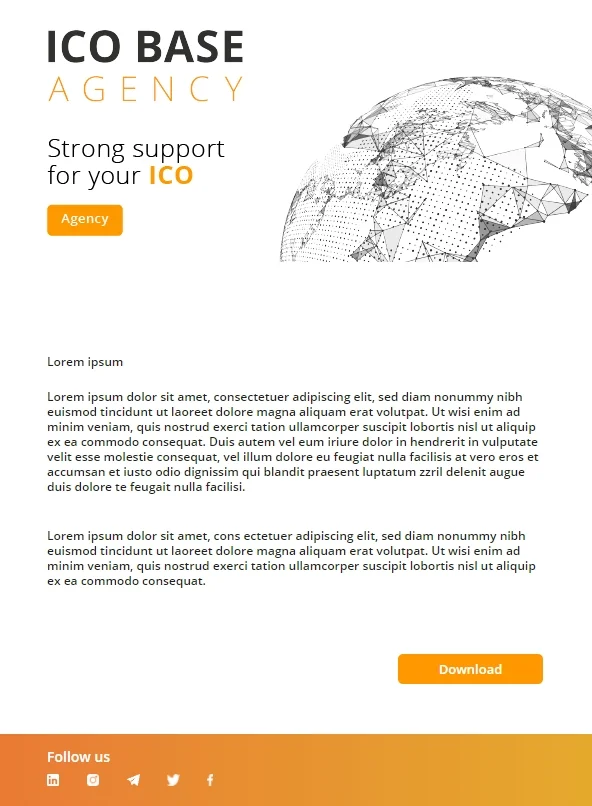 ICO BASE
AGENCY
Strong support
for your ICO
Agency
Lorem ipsum
Lorem ipsum dolor sit amet, consectetuer adipiscing elit, sed diam nonummy nibh
euismod tincidunt ut laoreet dolore magna aliquam erat volutpat. Ut wisi enim ad
minim veniam, quis nostrud exerci tation ullamcorper suscipit lobortis nisl ut aliquip
ex ea commodo consequat. Duis autem vel eum iriure dolor in hendrerit in vulputate
velit esse molestie consequat, vel illum dolore eu feugiat nulla facilisis at vero eros et
accumsan et iusto odio dignissim qui blandit praesent luptatum zzril delenit augue
duis dolore te feugait nulla facilisi.
Lorem ipsum dolor sit amet, cons ectetuer adipiscing elit, sed diam nonummy nibh
euismod tincidunt ut laoreet dolore magna aliquam erat volutpat. Ut wisi enim ad
minim veniam, quis nostrud exerci tation ullamcorper suscipit lobortis nisl ut aliquip
ex ea commodo consequat.
Download
Follow us